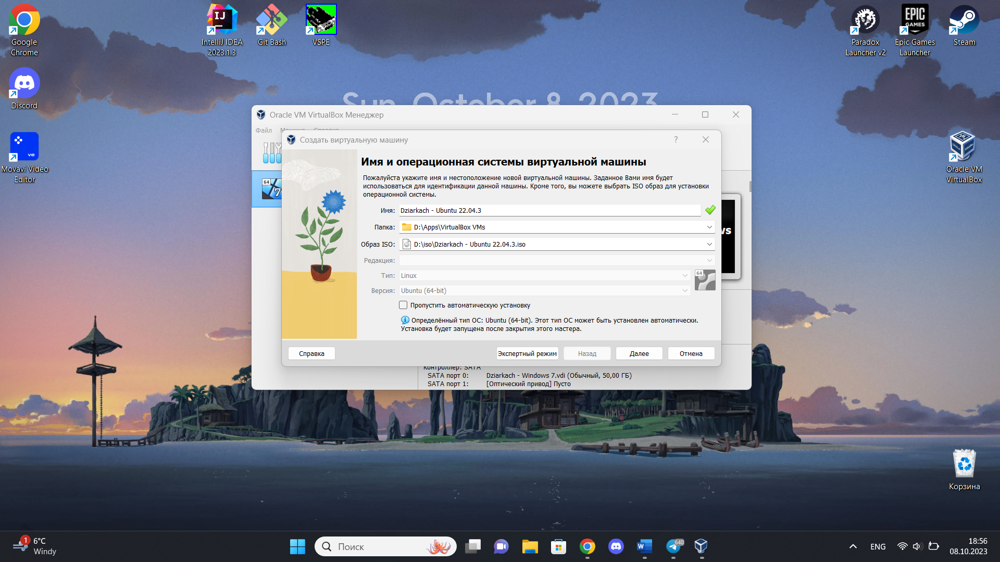 Google
Chrome
IntelliJ IDEA
2023.1.3
Git Bash
VSPE
Paradox
Launcher v2
EPIC
GAMES
Epic Games
Launcher
Steam
Discord
ve
Movavi Video
Editor
Oracle VM
VirtualBox
Корзина
Sun, October 8, 2023
Oracle VM VirtualBox Менеджер
Файл Машина Справка
64
7
Создать виртуальную машину
?
Имя и операционная системы виртуальной машины
Пожалуйста укажите имя и местоположение новой виртуальной машины. Заданное Вами имя будет
использоваться для идентификации данной машины. Кроме того, вы можете выбрать ISO образ для установки
операционной системы.
Имя: Dziarkach - Ubuntu 22.04.3
Папка: D:\Apps\VirtualBox VMs
Образ ISO: D:\iso\Dziarkach - Ubuntu 22.04.3.iso
Редакция:
Тип: Linux
64
Версия: Ubuntu (64-bit)
Пропустить автоматическую установку
Определённый тип ОС: Ubuntu (64-bit). Этот тип ОС может быть установлен автоматически.
Установка будет запущена после закрытия этого мастера.
Справка Экспертный режим Назад Далее Отмена
ws
Контроллер: SATA
SATA порт 0: Dziarkach - Windows 7.vdi (Обычный, 50,00 ГБ)
SATA порт 1: [Оптический привод] Пусто
1
6°C
Windy
Поиск
W
640
ENG
18:56
08.10.2023